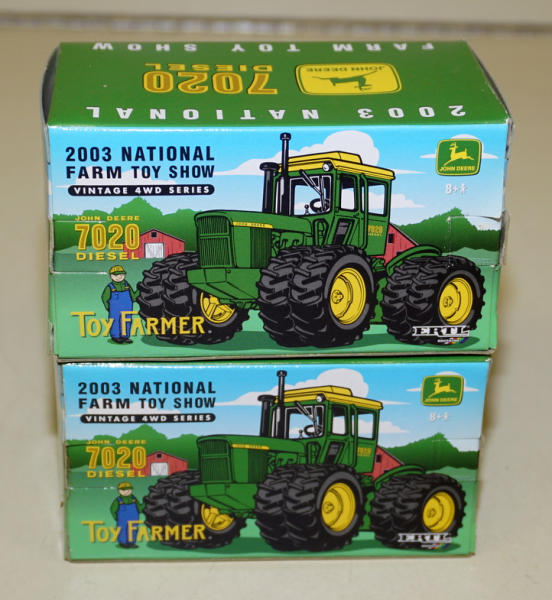 FARM TOY SHOW
7020
DIESEL
JOHN DEERE
2003 NATIONAL
2003 NATIONAL
FARM TOY SHOW
VINTAGE 4WD SERIES
JOHN DEERE
8+
JOHN DEERE
7020
DIESEL
7020
TOY FARMER
ERTL
2003 NATIONAL
FARM TOY SHOW
VINTAGE 4WD SERIES
JOHN DEERE
8+
JOHN DEERE
7020
DIESEL
7020
TOY FARMER
ERTL